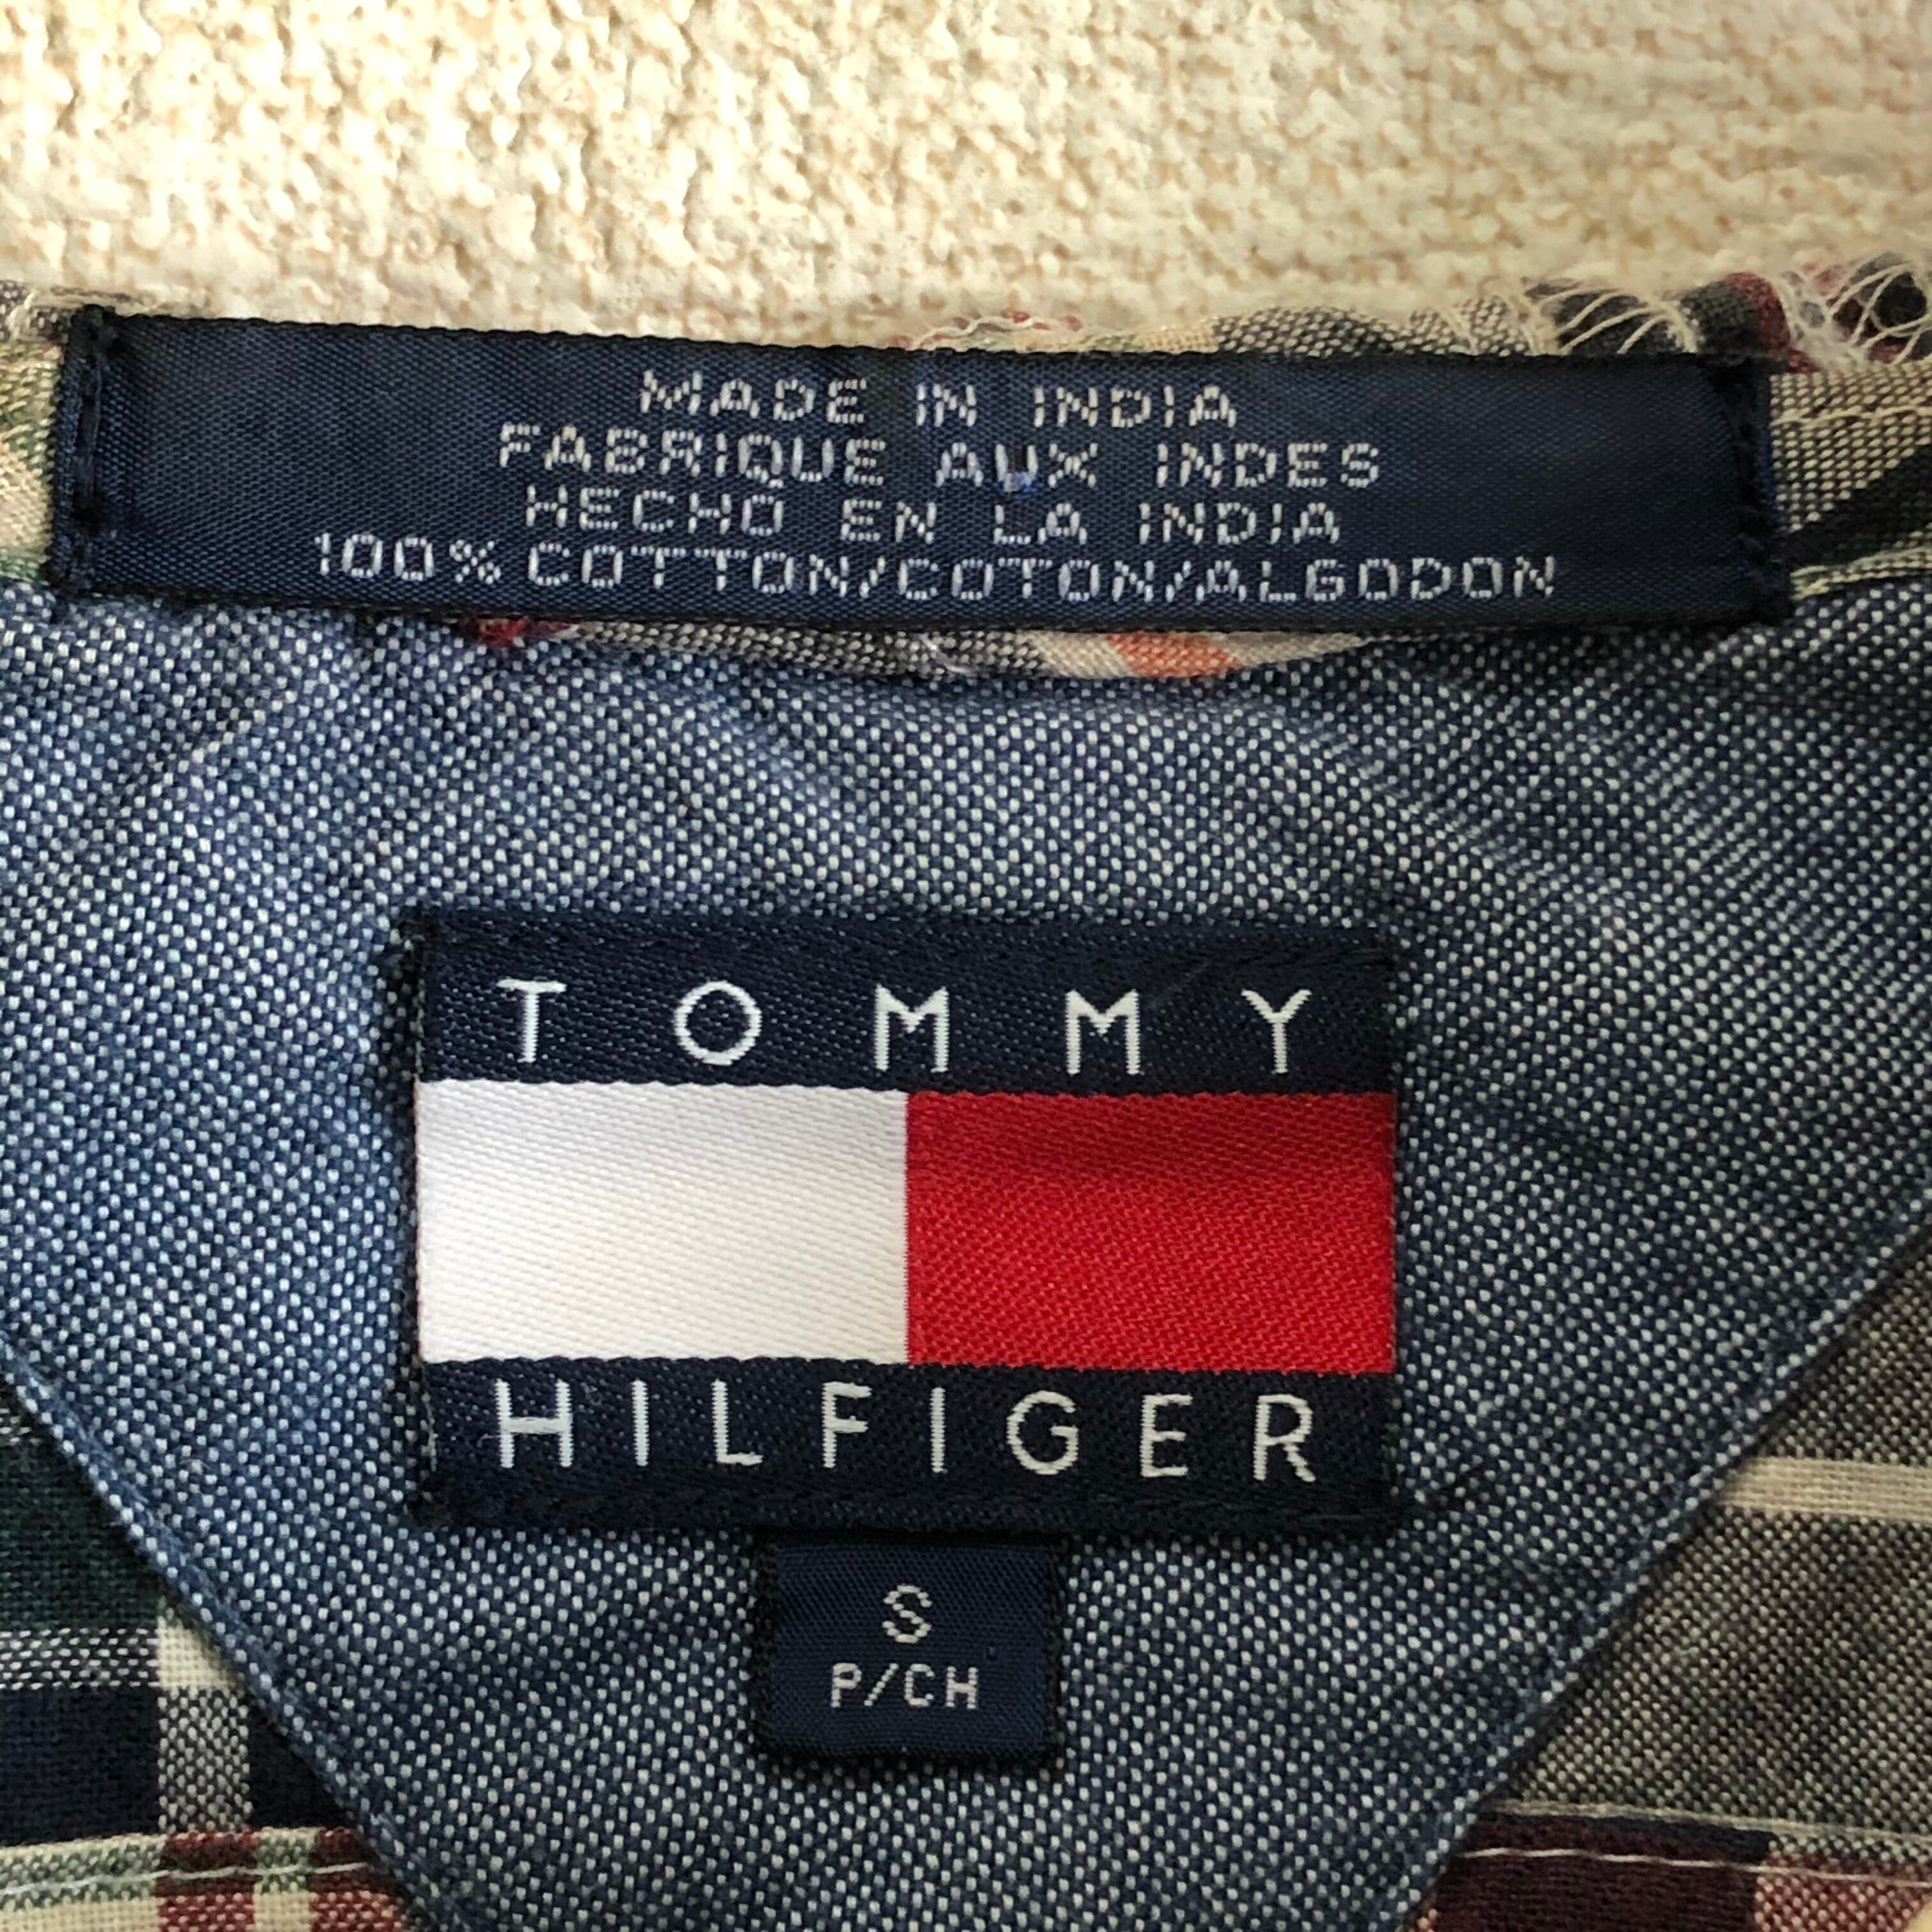 MADE IN INDIA
FABRIQUE AUX INDES
HECHO EN LA INDIA
100% COTTON/COTON/ALGODON
TOMMY
HILFIGER
S
P/CH